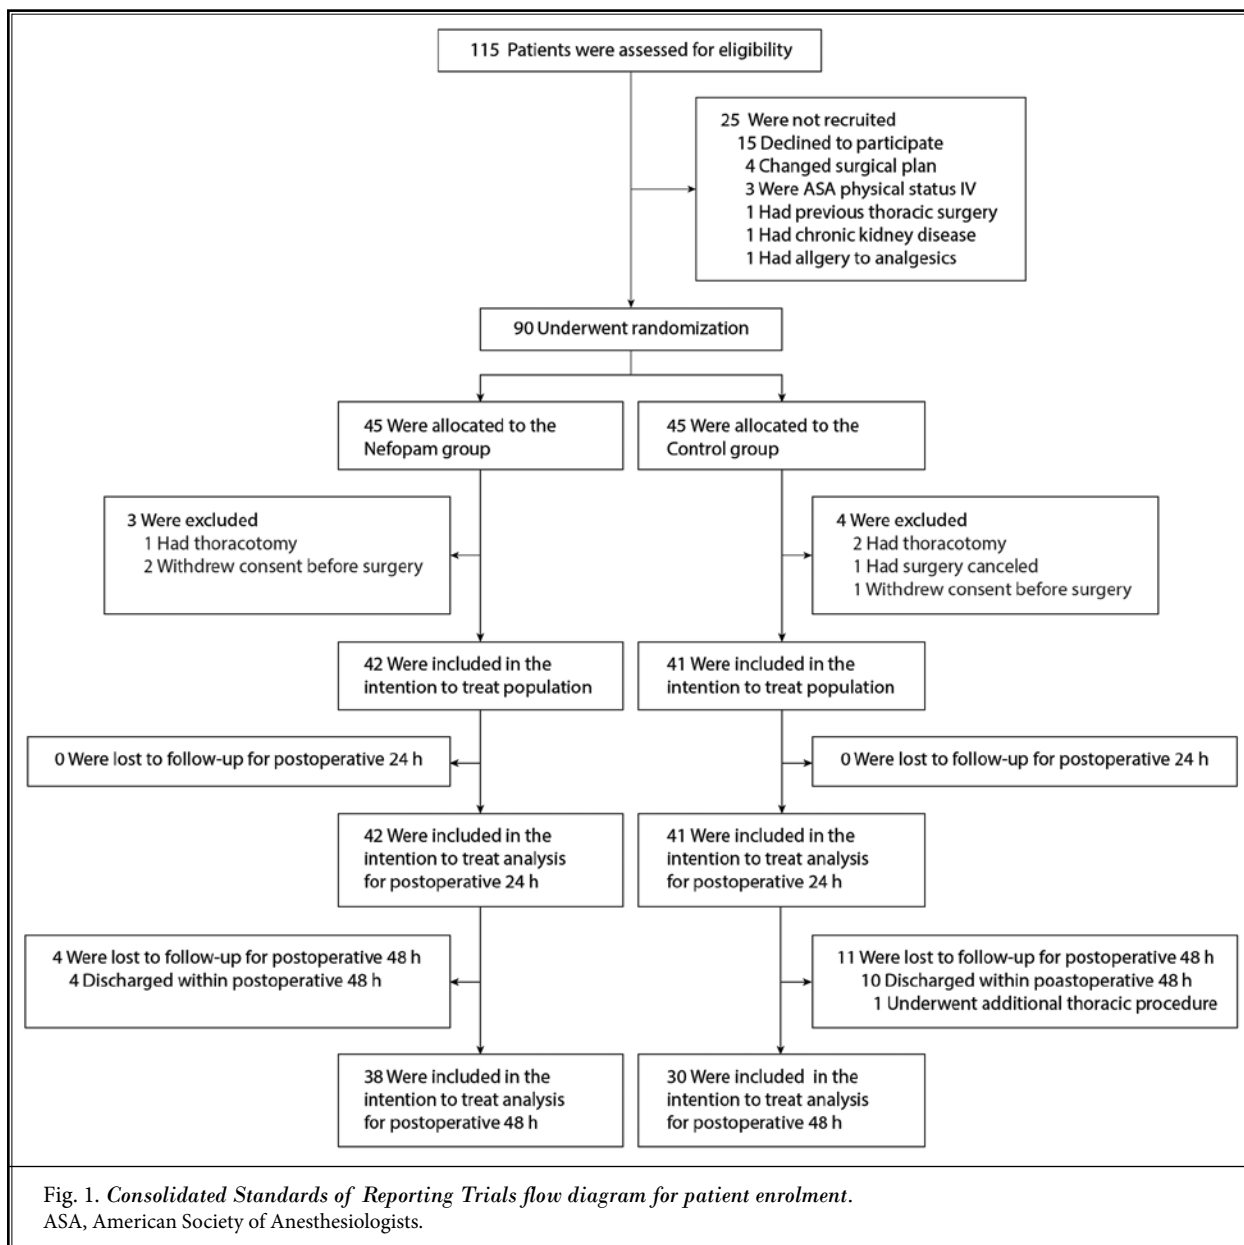 115 Patients were assessed for eligibility
25 Were not recruited
15 Declined to participate
4 Changed surgical plan
3 Were ASA physical status IV
1 Had previous thoracic surgery
1 Had chronic kidney disease
1 Had allgery to analgesics
90 Underwent randomization
45 Were allocated to the
Nefopam group
45 Were allocated to the
Control group
3 Were excluded
1 Had thoracotomy
2 Withdrew consent before surgery
4 Were excluded
2 Had thoracotomy
1 Had surgery canceled
1 Withdrew consent before surgery
42 Were included in the
intention to treat population
41 Were included in the
intention to treat population
0 Were lost to follow-up for postoperative 24 h
0 Were lost to follow-up for postoperative 24 h
42 Were included in the
intention to treat analysis
for postoperative 24 h
41 Were included in the
intention to treat analysis
for postoperative 24 h
4 Were lost to follow-up for postoperative 48 h
4 Discharged within postoperative 48 h
11 Were lost to follow-up for postoperative 48 h
10 Discharged within poastoperative 48 h
1 Underwent additional thoracic procedure
38 Were included in the
intention to treat analysis
for postoperative 48 h
30 Were included in the
intention to treat analysis
for postoperative 48 h
Fig. 1. Consolidated Standards of Reporting Trials flow diagram for patient enrolment.
ASA, American Society of Anesthesiologists.